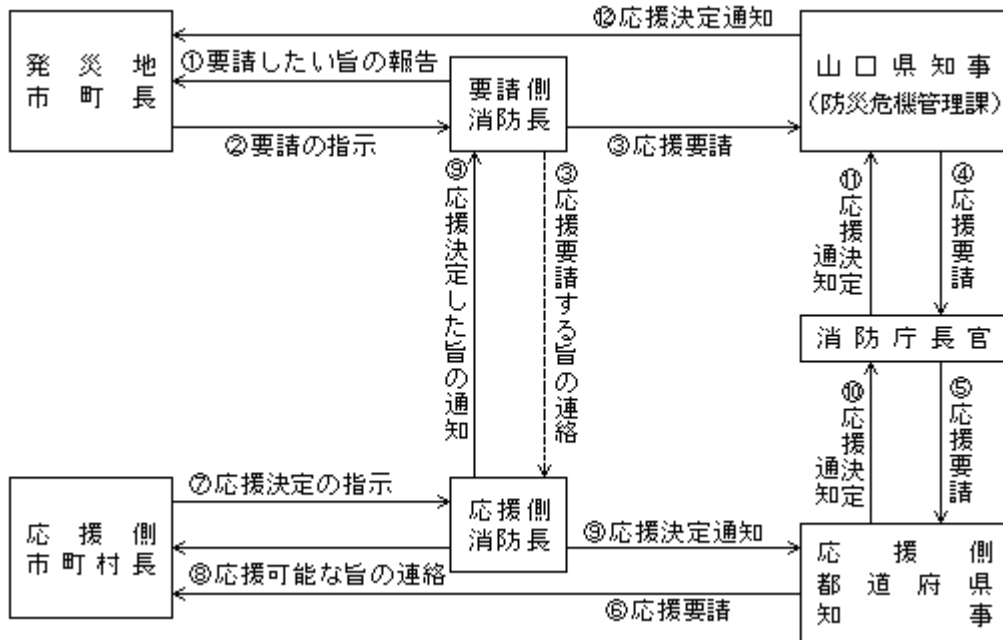 ⑫応援決定通知
発災地
市町長
①要請したい旨の報告
②要請の指示
要請側
消防長
③応援要請
山口県知事
(防災危機管理課)
⑨応援決定した旨の通知
③応援要請する旨の連絡
⑪応援決定
通知
④応援要請
消防庁長官
⑩応援決定
通知
⑤応援要請
応援側
市町村長
⑦応援決定の指示
⑧応援可能な旨の連絡
応援側
消防長
⑨応援決定通知
⑥応援要請
応援側
都道府県
知事